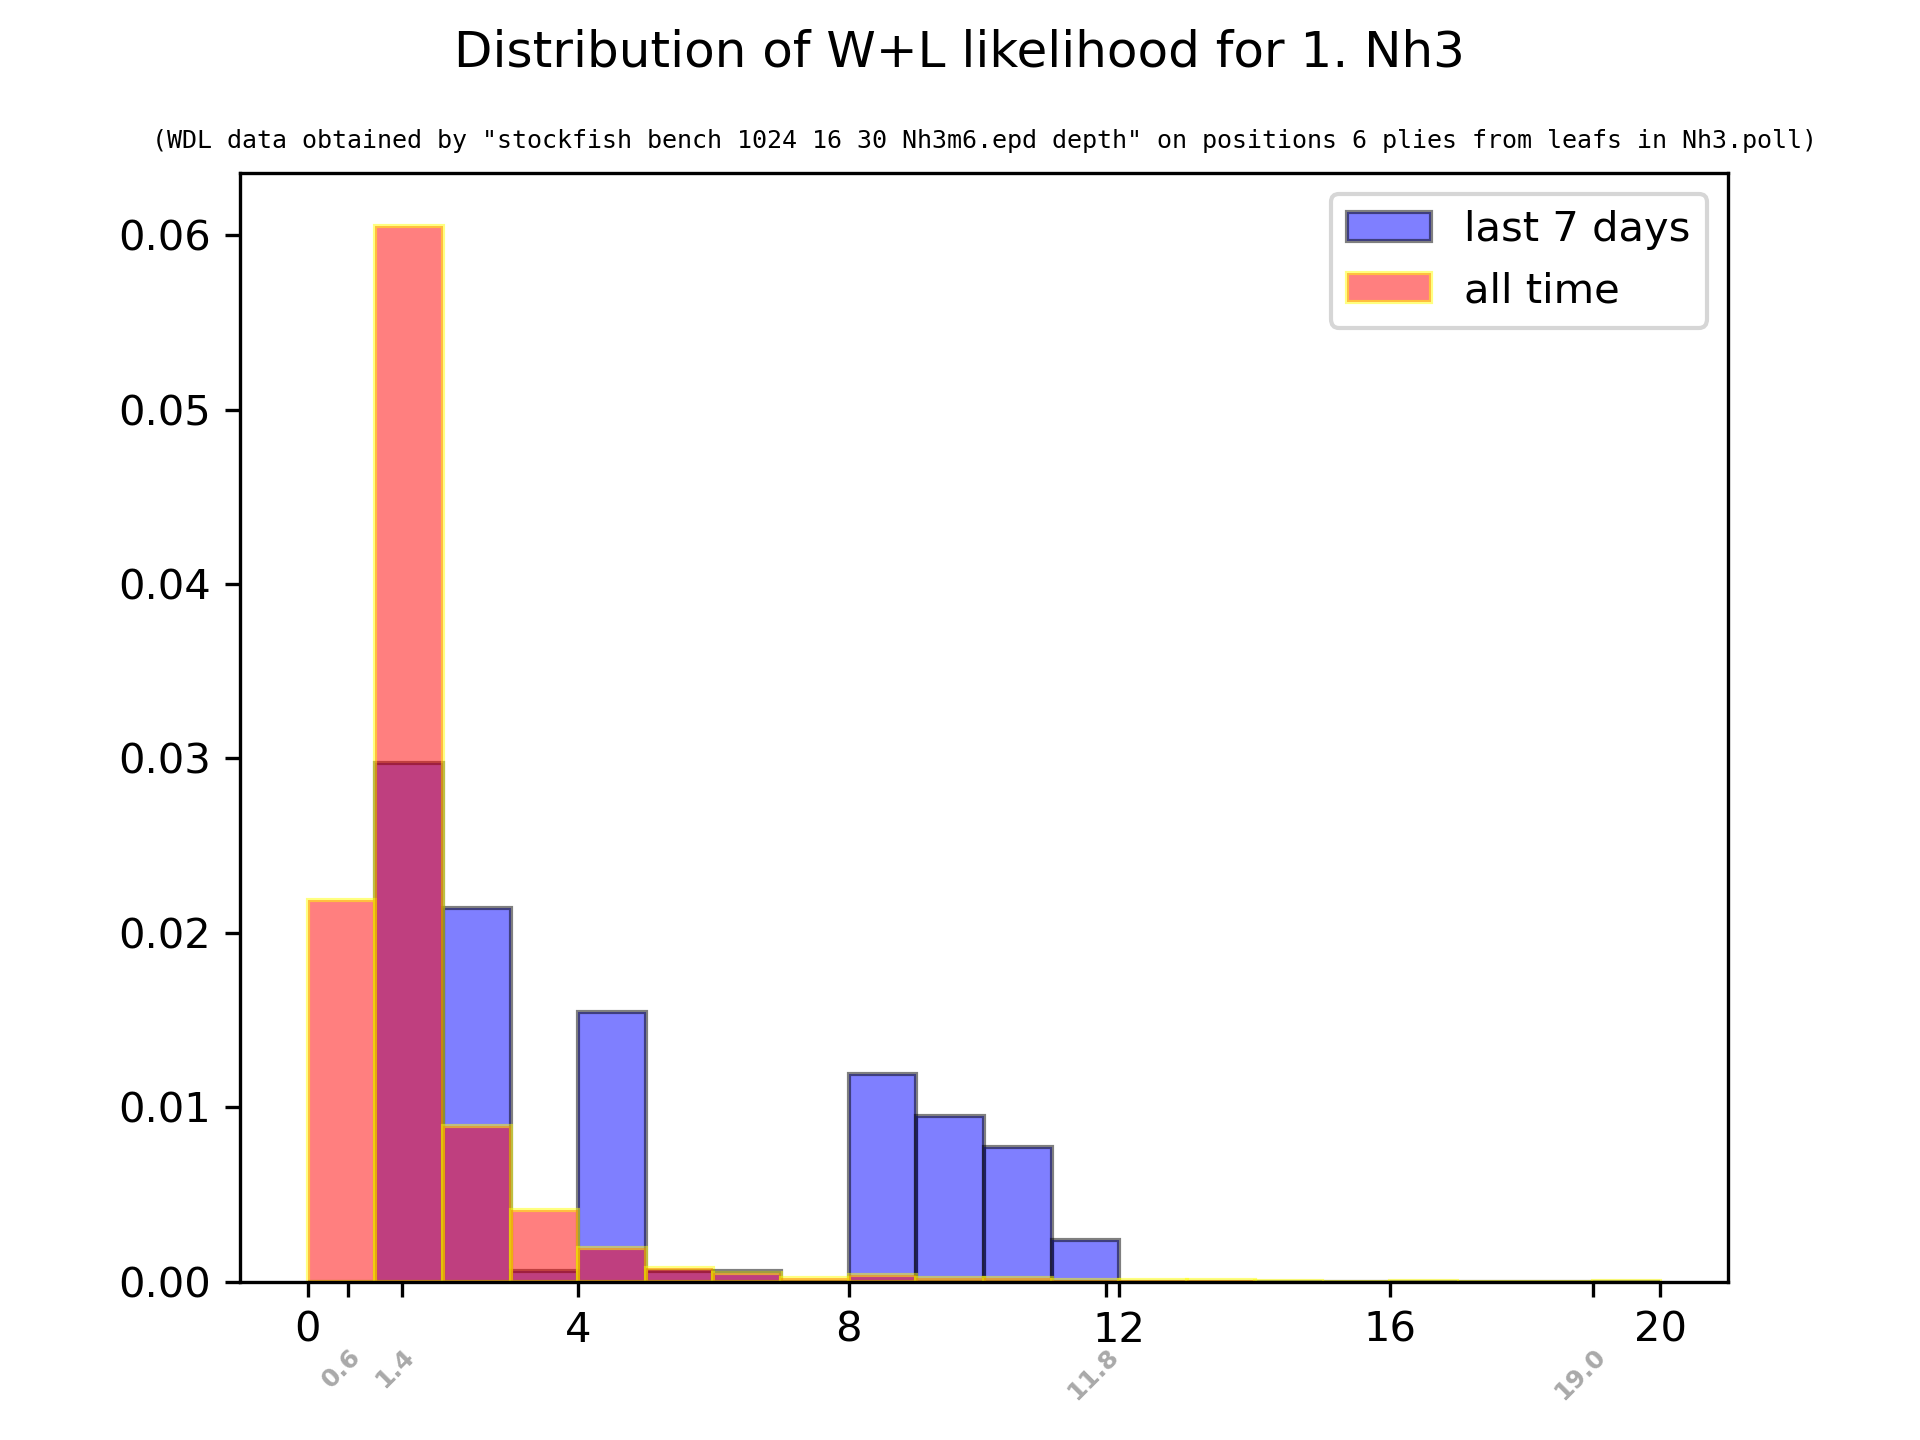 Distribution of W+L likelihood for 1. Nh3
(WDL data obtained by "stockfish bench 1024 16 30 Nh3m6.epd depth" on positions 6 plies from leafs in Nh3.poll)
last 7 days
all time
0.06
0.05
0.04
0.03
0.02
0.01
0.00
0 4 8 12 16 20
0.6 1.4 11.8 19.0